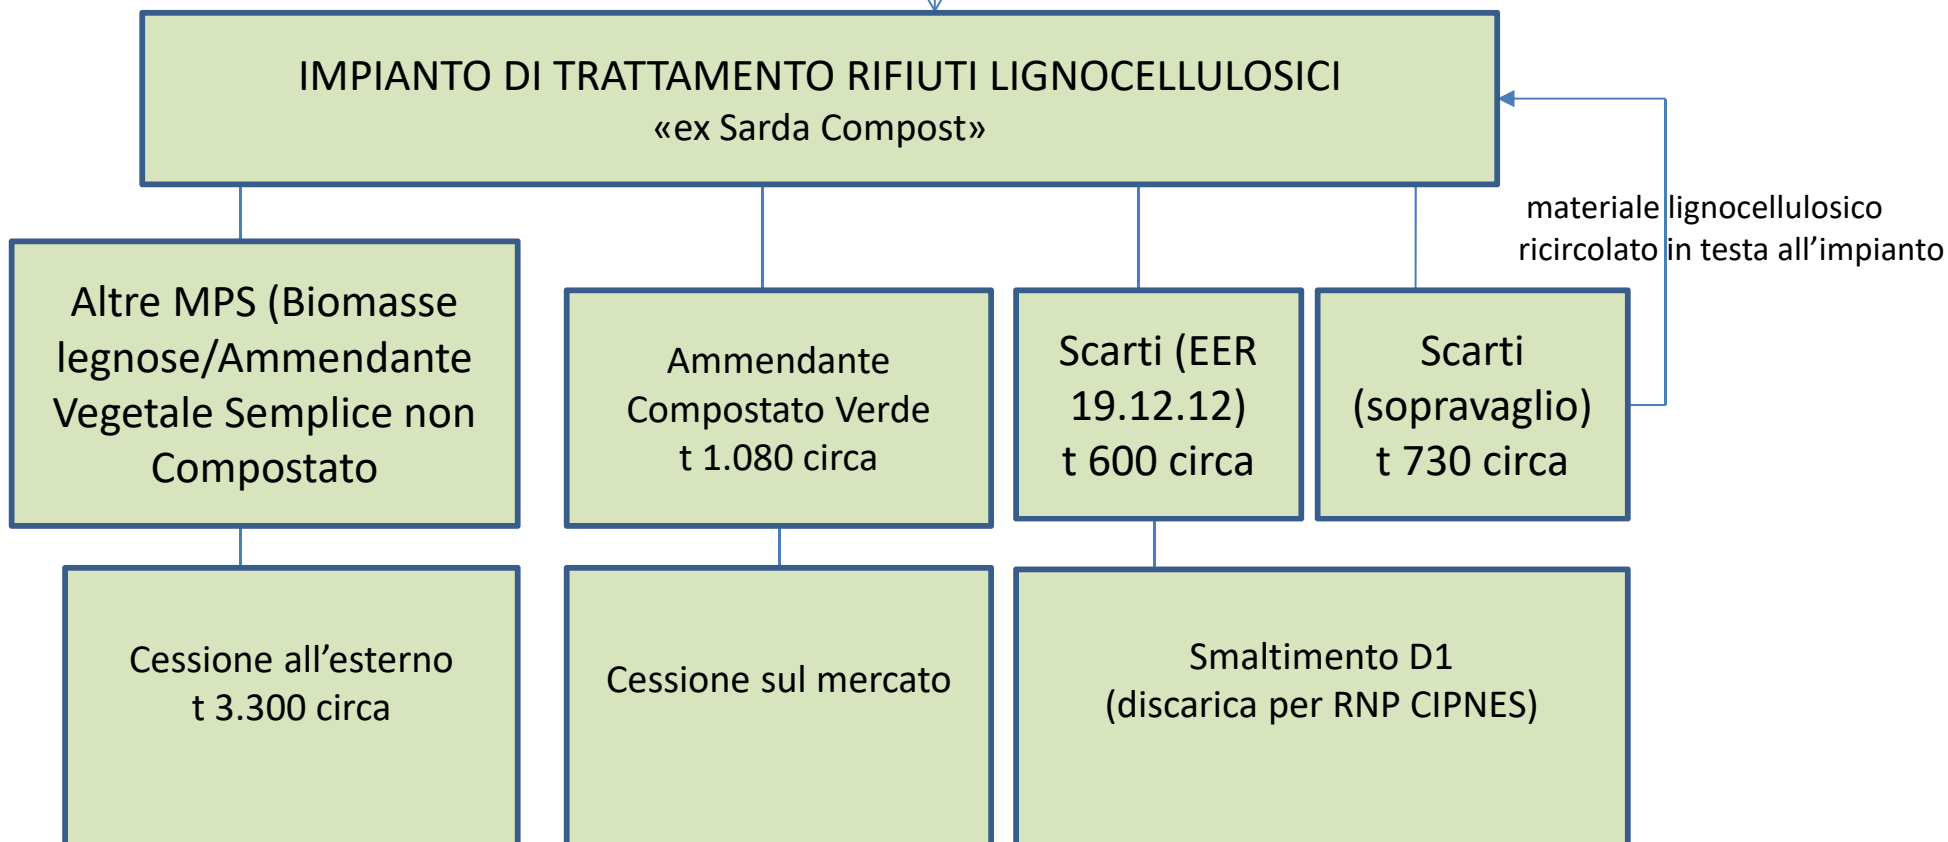 IMPIANTO DI TRATTAMENTO RIFIUTI LIGNOCELLULOSICI
«ex Sarda Compost»
materiale lignocellulosico
ricircolato in testa all’impianto
Altre MPS (Biomasse
legnose/Ammendante
Vegetale Semplice non
Compostato
Ammendante
Compostato Verde
t 1.080 circa
Scarti (EER
19.12.12)
t 600 circa
Scarti
(sopravaglio)
t 730 circa
Cessione all’esterno
t 3.300 circa
Cessione sul mercato
Smaltimento D1
(discarica per RNP CIPNES)